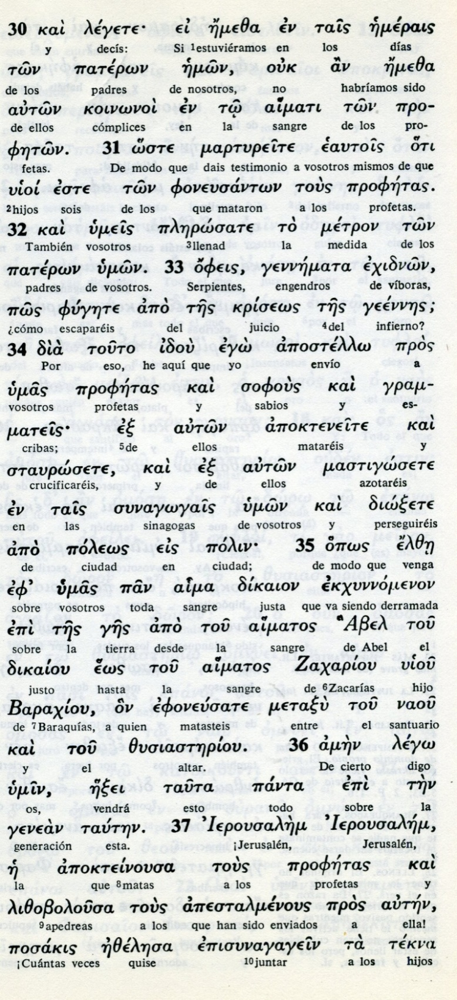 30 καὶ λέγετε· εἰ ἤμεθα ἐν ταῖς ἡμέραις
y decís: Si ¹estuviéramos en los días
τῶν πατέρων ἡμῶν, οὐκ ἂν ἤμεθα
de los padres de nosotros, no habríamos sido
αὐτῶν κοινωνοὶ ἐν τῷ αἵματι τῶν προ-
de ellos cómplices en la sangre de los pro-
φητῶν. 31 ὥστε μαρτυρεῖτε ἑαυτοῖς ὅτι
fetas. De modo que dais testimonio a vosotros mismos de que
υἱοί ἐστε τῶν φονευσάντων τοὺς προφήτας.
²hijos sois de los que mataron a los profetas.
32 καὶ ὑμεῖς πληρώσατε τὸ μέτρον τῶν
También vosotros ³llenad la medida de los
πατέρων ὑμῶν. 33 ὄφεις, γεννήματα ἐχιδνῶν,
padres de vosotros. Serpientes, engendros de víboras,
πῶς φύγητε ἀπὸ τῆς κρίσεως τῆς γεέννης;
¿cómo escaparéis del juicio ⁴del infierno?
34 διὰ τοῦτο ἰδοὺ ἐγὼ ἀποστέλλω πρὸς
Por eso, he aquí que yo envío a
ὑμᾶς προφήτας καὶ σοφοὺς καὶ γραμ-
vosotros profetas y sabios y es-
ματεῖς· ἐξ αὐτῶν ἀποκτενεῖτε καὶ
cribas; ⁵de ellos mataréis y
σταυρώσετε, καὶ ἐξ αὐτῶν μαστιγώσετε
crucificaréis, y de ellos azotaréis
ἐν ταῖς συναγωγαῖς ὑμῶν καὶ διώξετε
en las sinagogas de vosotros y perseguiréis
ἀπὸ πόλεως εἰς πόλιν· 35 ὅπως ἔλθῃ
de ciudad en ciudad; de modo que venga
ἐφ' ὑμᾶς πᾶν αἷμα δίκαιον ἐκχυννόμενον
sobre vosotros toda sangre justa que va siendo derramada
ἐπὶ τῆς γῆς ἀπὸ τοῦ αἵματος Ἅβελ τοῦ
sobre la tierra desde la sangre de Abel el
δικαίου ἕως τοῦ αἵματος Ζαχαρίου υἱοῦ
justo hasta la sangre de ⁶Zacarías hijo
Βαραχίου, ὃν ἐφονεύσατε μεταξὺ τοῦ ναοῦ
de ⁷Baraquías, a quien matasteis entre el santuario
καὶ τοῦ θυσιαστηρίου. 36 ἀμὴν λέγω
y el altar. De cierto digo
ὑμῖν, ἥξει ταῦτα πάντα ἐπὶ τὴν
os, vendrá esto todo sobre la
γενεὰν ταύτην. 37 Ἰερουσαλὴμ Ἰερουσαλήμ,
generación esta. ¡Jerusalén, Jerusalén,
ἡ ἀποκτείνουσα τοὺς προφήτας καὶ
la que ⁸matas a los profetas y
λιθοβολοῦσα τοὺς ἀπεσταλμένους πρὸς αὐτήν,
⁹apedreas a los que han sido enviados a ella!
ποσάκις ἠθέλησα ἐπισυναγαγεῖν τὰ τέκνα
¡Cuántas veces quise ¹⁰juntar a los hijos